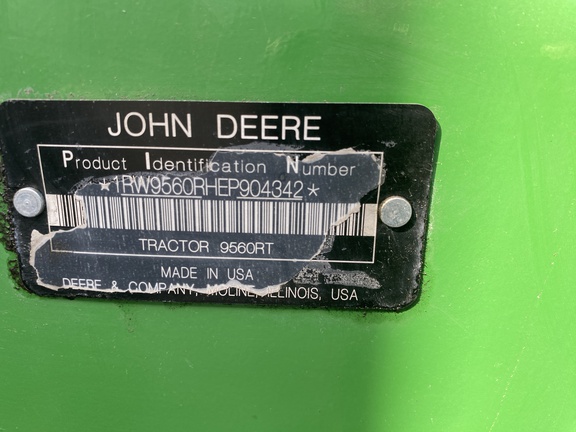 JOHN DEERE
Product Identification Number
*1RW9560RHEP904342*
TRACTOR 9560RT
MADE IN USA
DEERE & COMPANY, MOLINE, ILLINOIS, USA